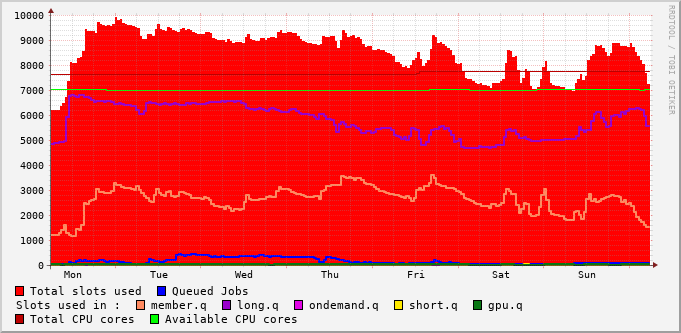 RRDTOOL / TOBI OETIKER
10000
9000
8000
7000
6000
5000
4000
3000
2000
1000
0
Mon Tue Wed Thu Fri Sat Sun
Total slots used Queued Jobs
Slots used in : member.q long.q ondemand.q short.q gpu.q
Total CPU cores Available CPU cores